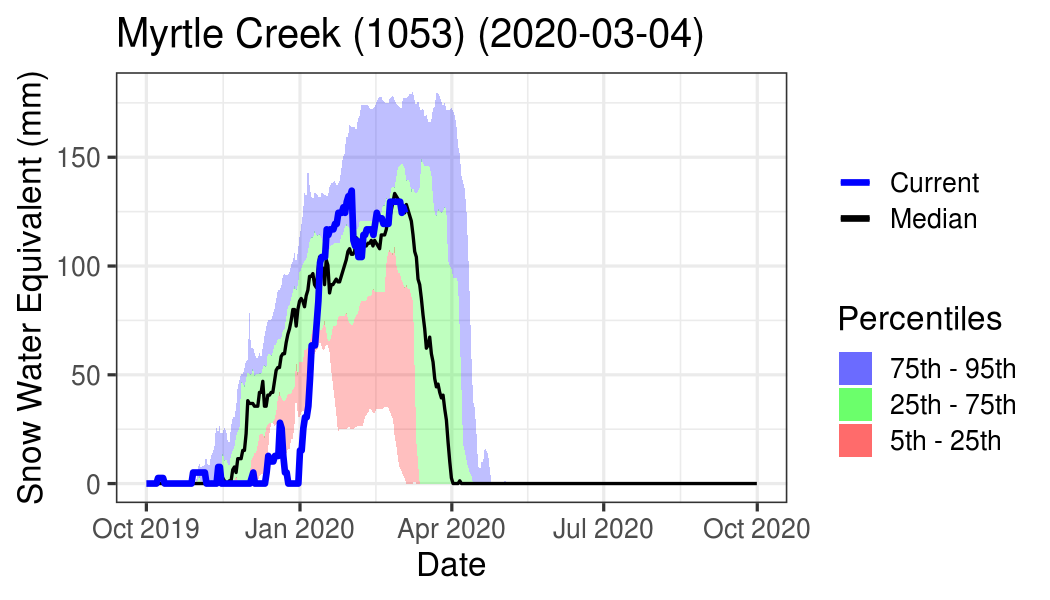 Myrtle Creek (1053) (2020-03-04)
Snow Water Equivalent (mm)
150
100
50
0
Oct 2019 Jan 2020 Apr 2020 Jul 2020 Oct 2020
Date
Current
Median
Percentiles
75th - 95th
25th - 75th
5th - 25th